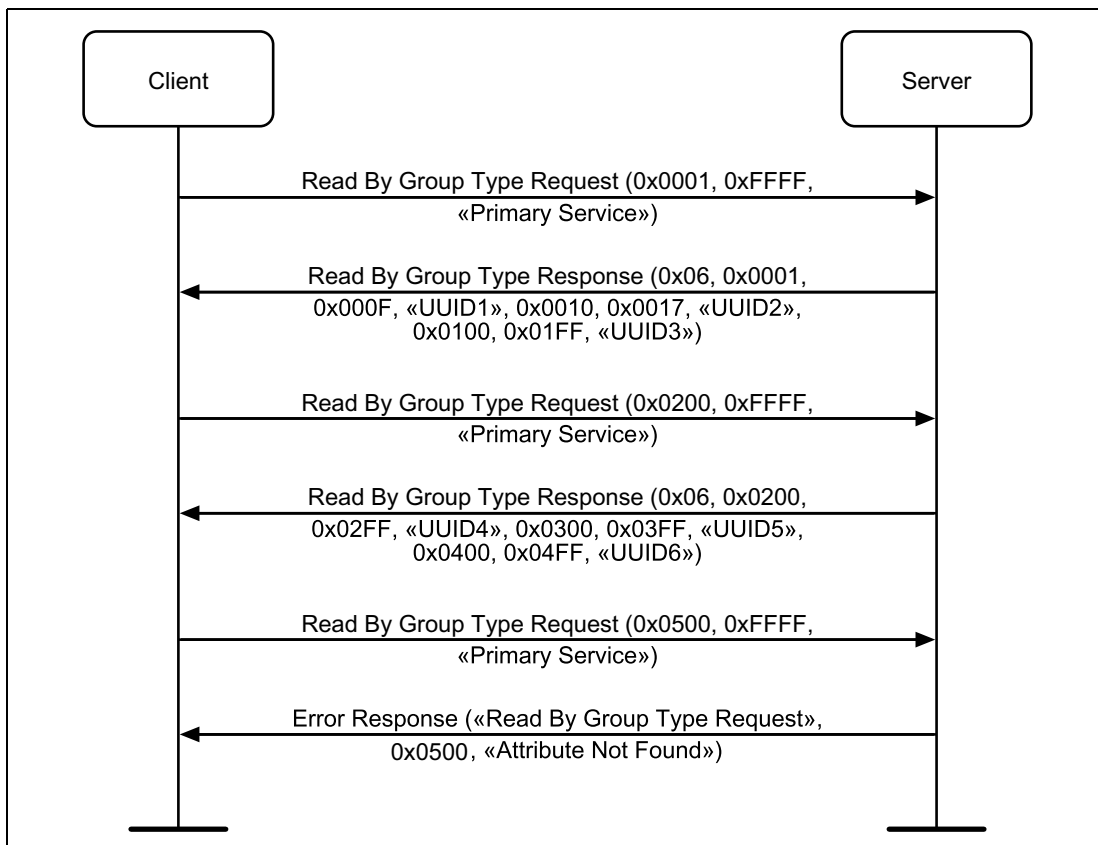 Client
Server
Read By Group Type Request (0x0001, 0xFFFF,
«Primary Service»)
Read By Group Type Response (0x06, 0x0001,
0x000F, «UUID1», 0x0010, 0x0017, «UUID2»,
0x0100, 0x01FF, «UUID3»)
Read By Group Type Request (0x0200, 0xFFFF,
«Primary Service»)
Read By Group Type Response (0x06, 0x0200,
0x02FF, «UUID4», 0x0300, 0x03FF, «UUID5»,
0x0400, 0x04FF, «UUID6»)
Read By Group Type Request (0x0500, 0xFFFF,
«Primary Service»)
Error Response («Read By Group Type Request»,
0x0500, «Attribute Not Found»)